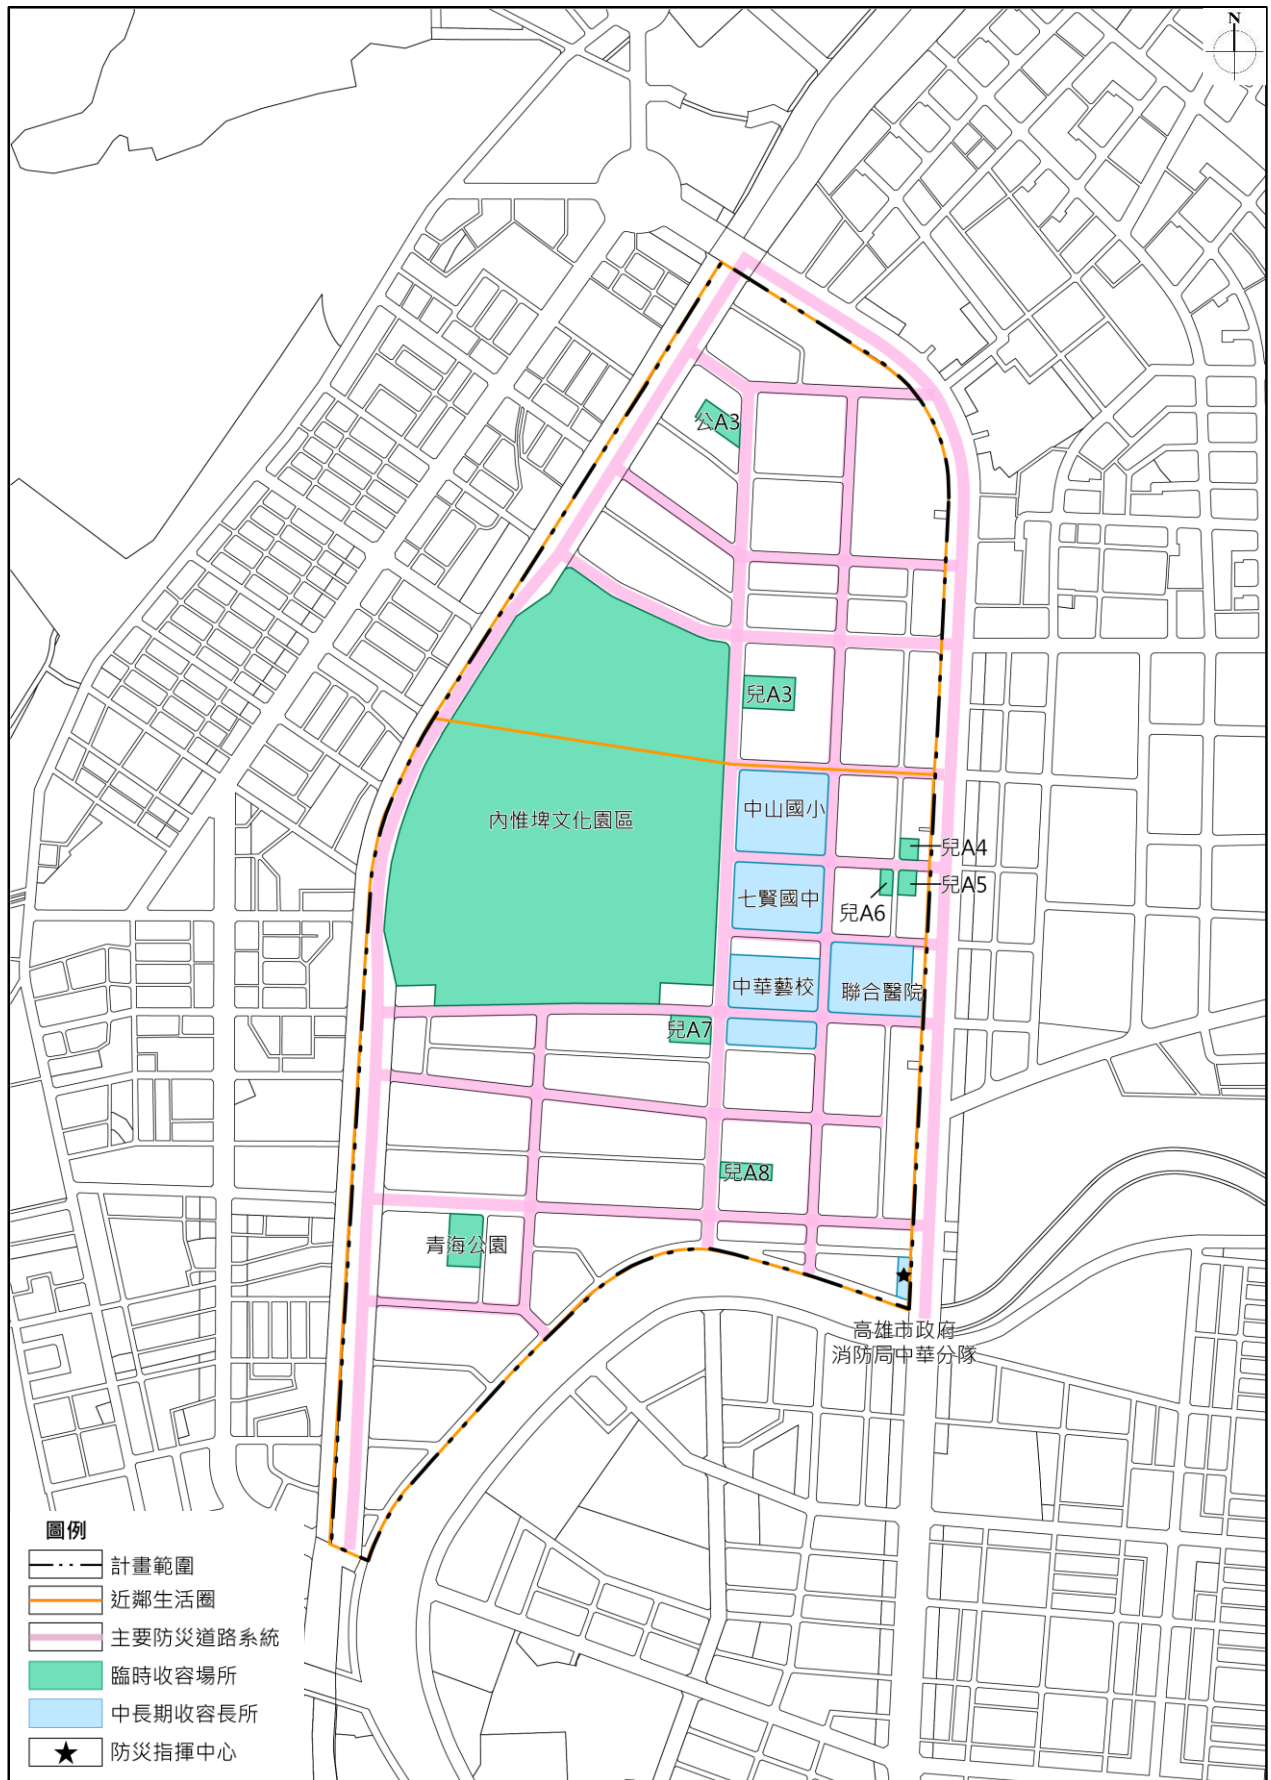 N
公A3
兒A3
內惟埤文化園區
中山國小
兒A4
七賢國中
兒A5
兒A6
中華藝校
聯合醫院
兒A7
兒A8
青海公園
高雄市政府
消防局中華分隊
圖例
計畫範圍
近鄰生活圈
主要防災道路系統
臨時收容場所
中長期收容長所
防災指揮中心